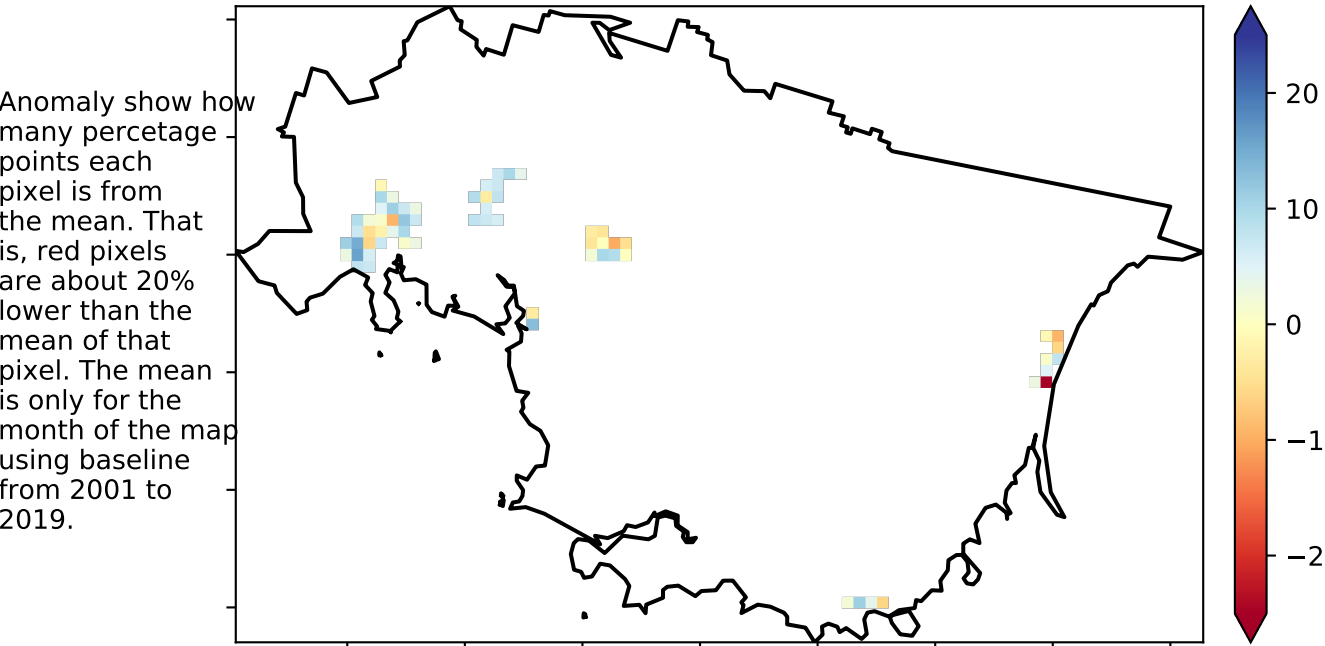 Anomaly show how
many percetage
points each
pixel is from
the mean. That
is, red pixels
are about 20%
lower than the
mean of that
pixel. The mean
is only for the
month of the map
using baseline
from 2001 to
2019.
20
10
0
−1
−2